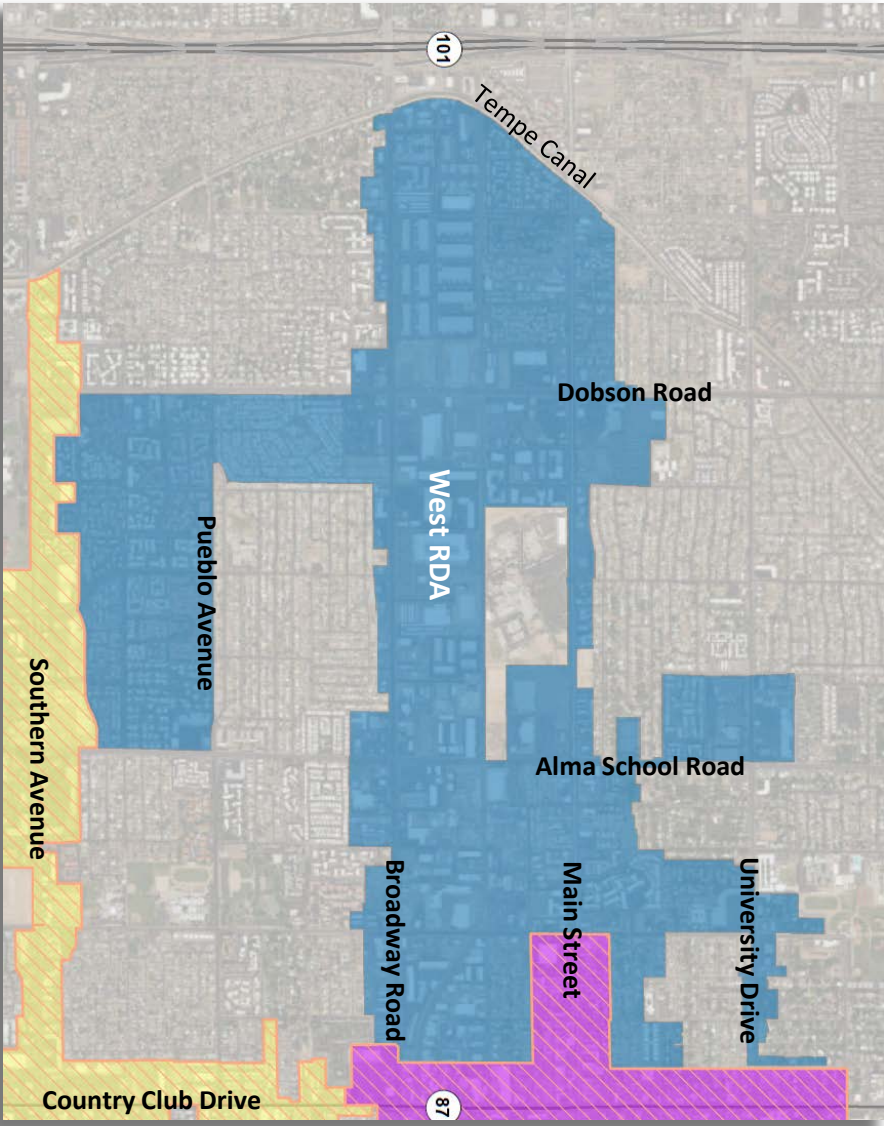 101
Tempe Canal
Dobson Road
West RDA
Pueblo Avenue
Southern Avenue
Alma School Road
Broadway Road
Main Street
University Drive
Country Club Drive
87